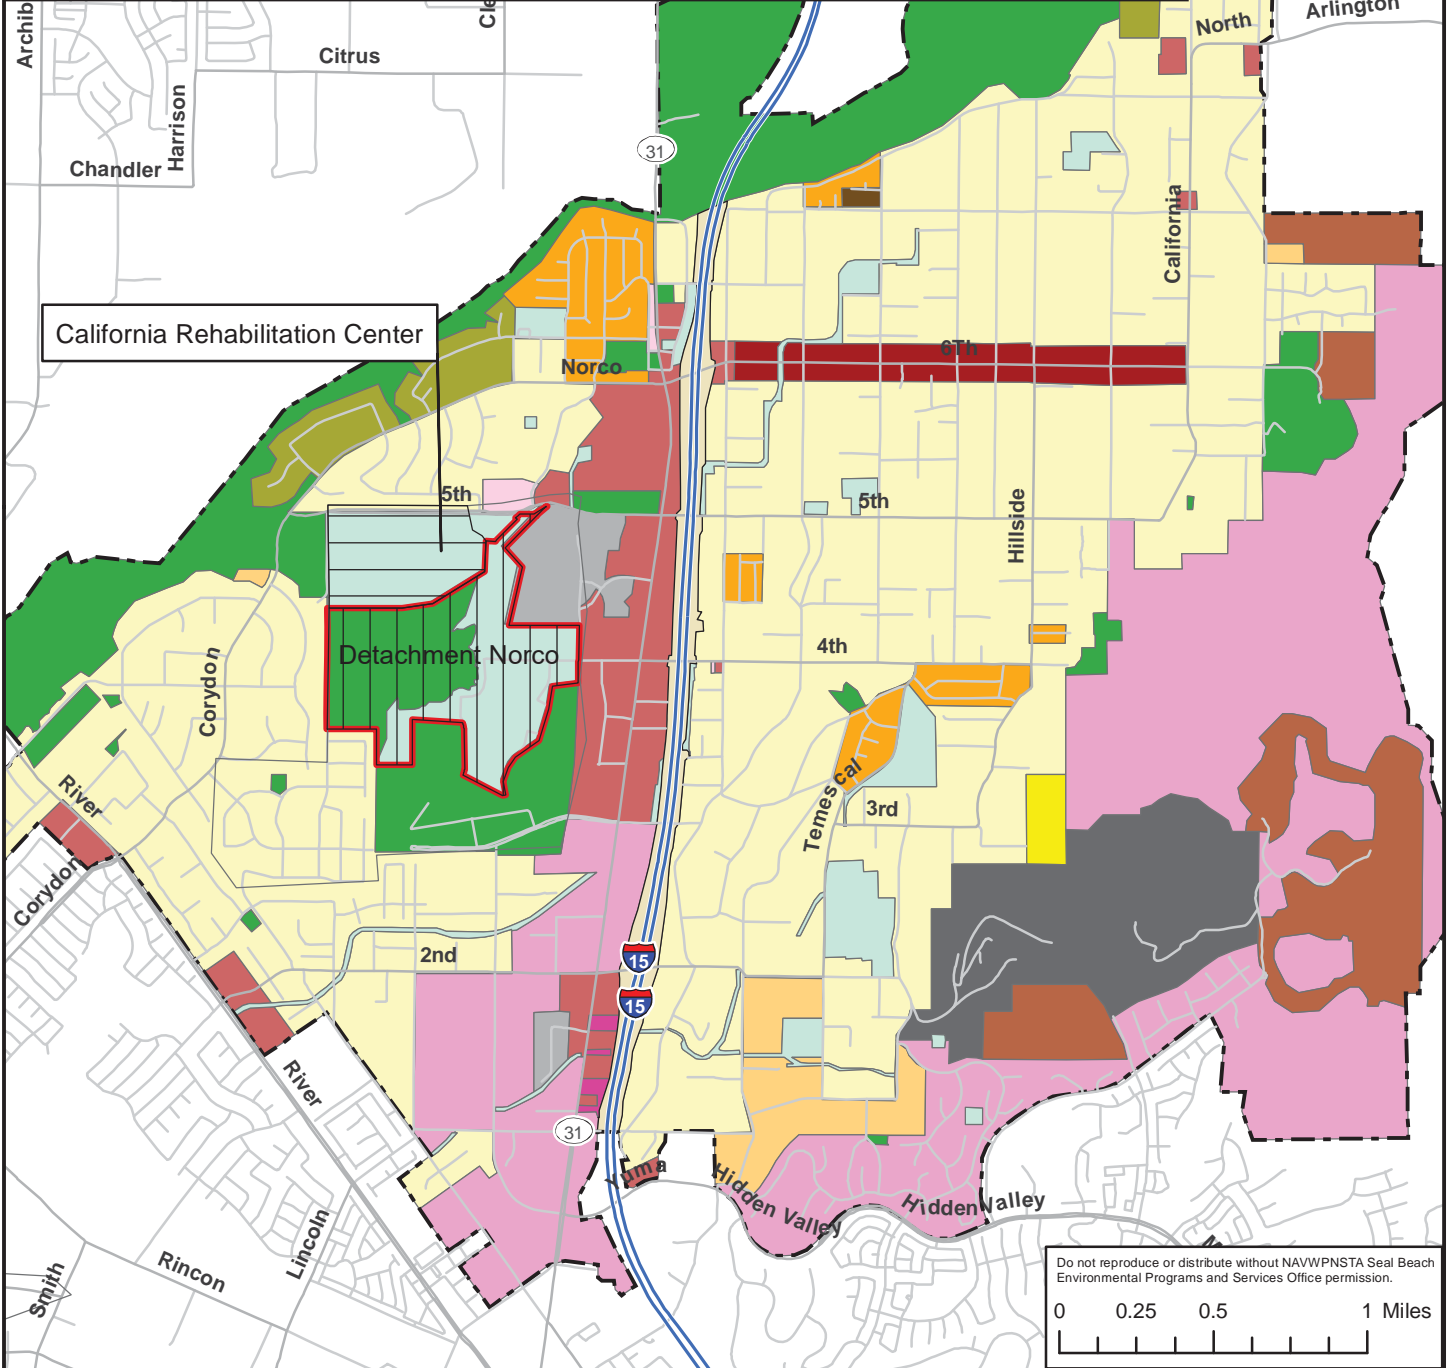 Archib
Cle
North
Arlington
Citrus
Harrison
31
Chandler
California
California Rehabilitation Center
6Th
Norco
5th
5th
Hillside
4th
Detachment Norco
Corydon
River
Temescal
3rd
Corydon
2nd
15
15
River
31
Yuma
Hidden Valley
Hidden Valley
Lincoln
Rincon
Smith
Do not reproduce or distribute without NAVWPNSTA Seal Beach
Environmental Programs and Services Office permission.
0 0.25 0.5 1 Miles